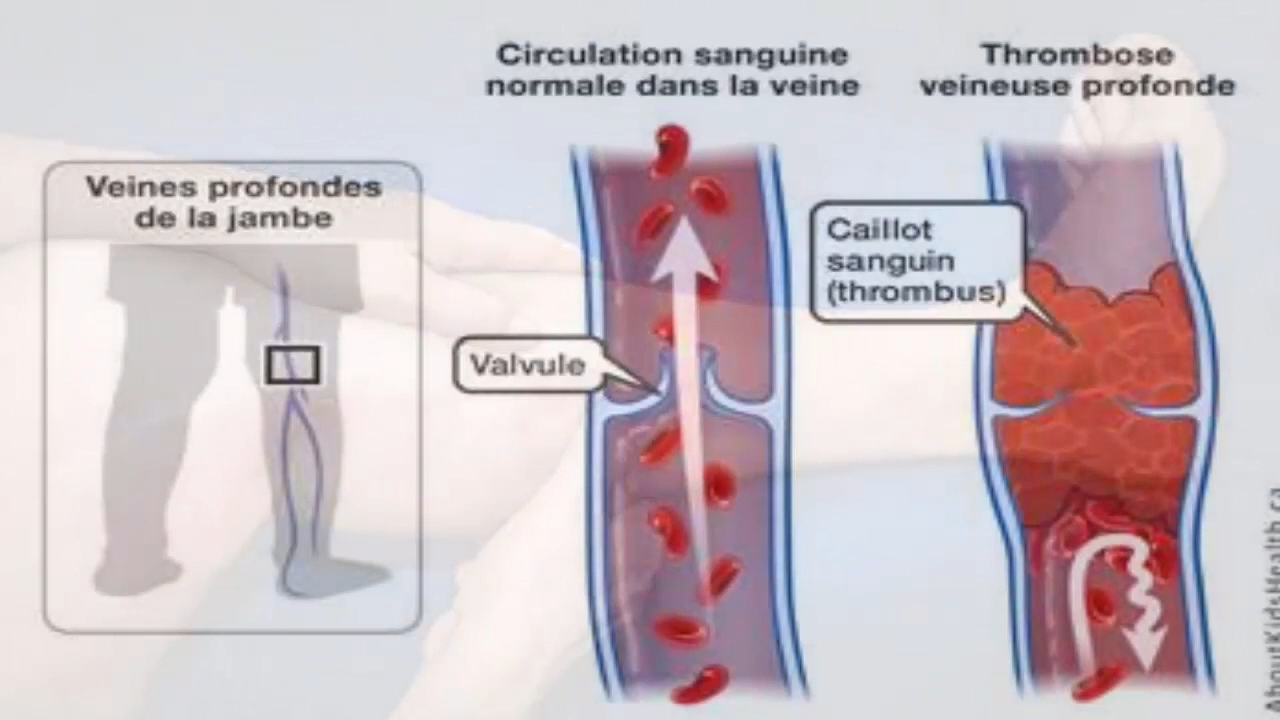 Circulation sanguine
normale dans la veine
Thrombose
veineuse profonde
Veines profondes
de la jambe
Caillot
sanguin
(thrombus)
Valvule
AboutKidsHealth.ca